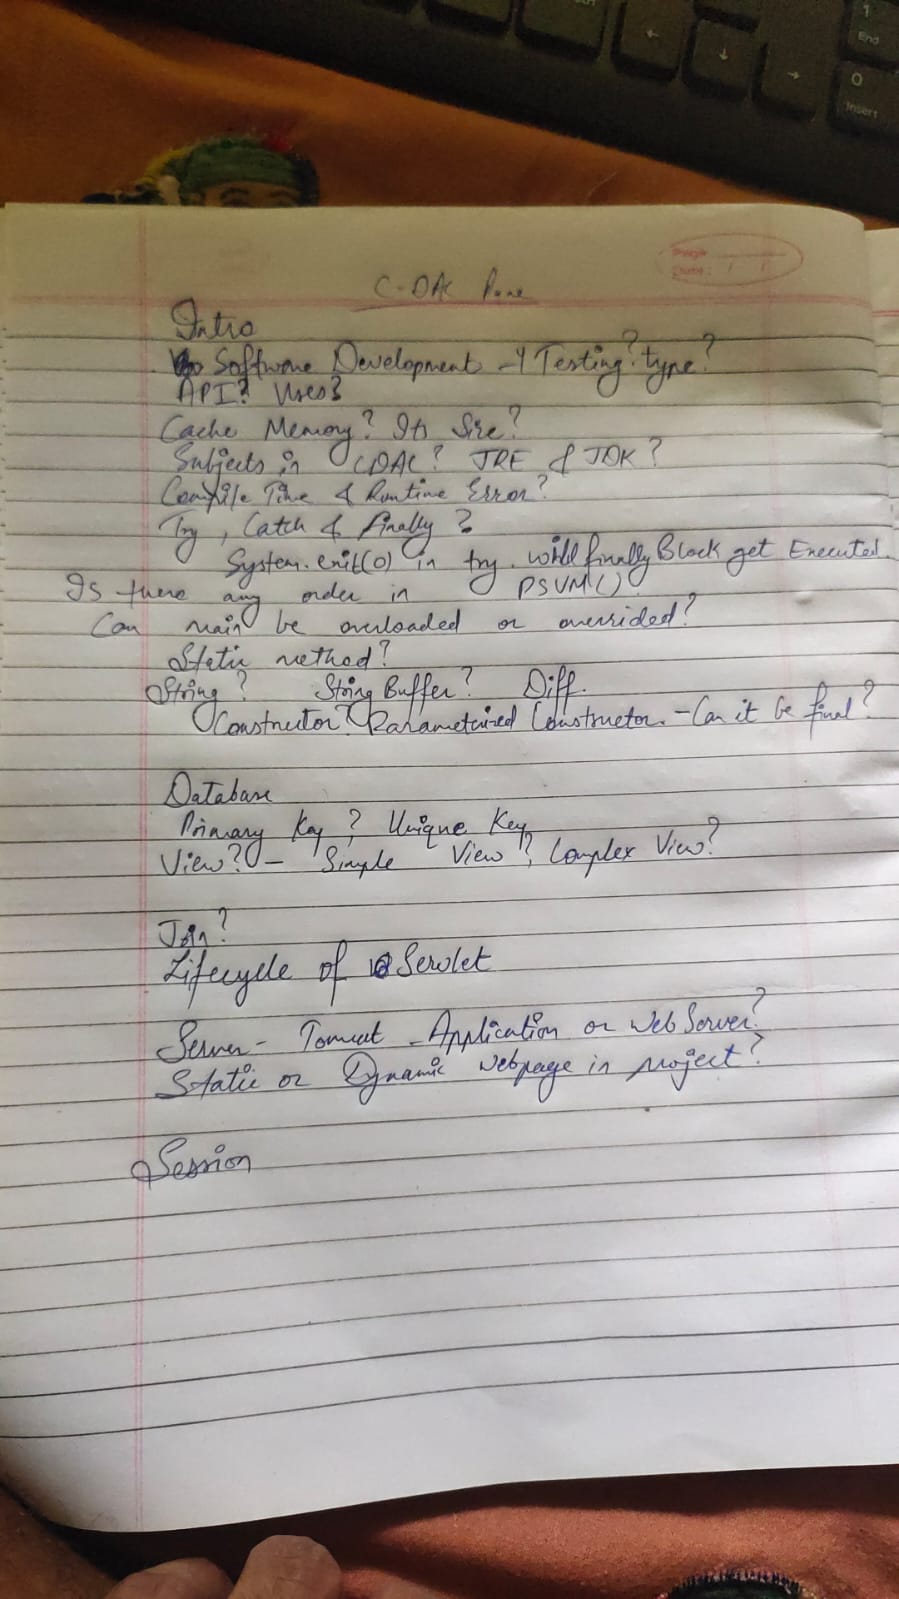 Page
Date: / /
C-DAC Pune
Intro
Software Development → Testing? type?
API? Uses?
Cache Memory? Its Size?
Subjects in CDAC? JRE & JDK?
Compile Time & Runtime Error?
Try, Catch & finally?
System.exit(0) in try. will finally Block get Executed.
Is there any order in PSVM()?
Can main be overloaded or overrided?
Static method?
String? String Buffer? Diff.
Constructor? Parameterized Constructor. - Can it be final?
Database
Primary Key? Unique Key
View? - Simple View?, Complex View?
Join?
Lifecycle of Servlet
Server - Tomcat - Application or Web Server?
Static or Dynamic webpage in project?
Session
End
Insert